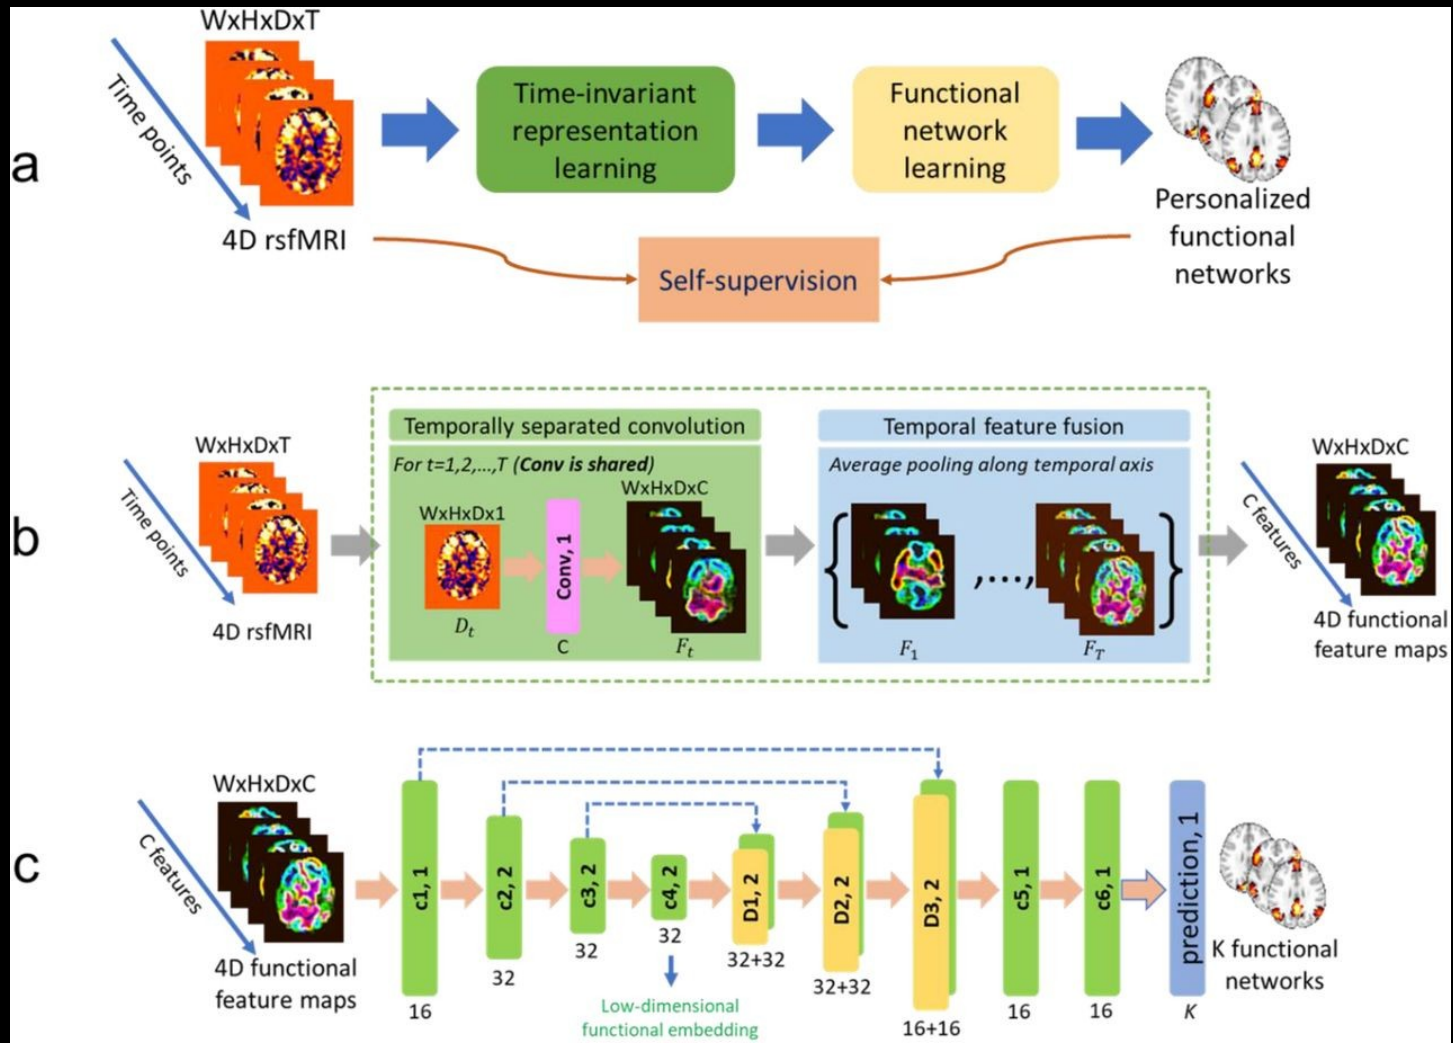 a
WxHxDxT
Time points
4D rsfMRI
Time-invariant
representation
learning
Functional
network
learning
Personalized
functional
networks
Self-supervision
b
WxHxDxT
Time points
4D rsfMRI
Temporally separated convolution
For t=1,2,...,T (Conv is shared)
WxHxDx1
D_t
Conv, 1
C
WxHxDxC
F_t
Temporal feature fusion
Average pooling along temporal axis
{ ,..., }
F_1
F_T
WxHxDxC
C features
4D functional
feature maps
c
WxHxDxC
C features
4D functional
feature maps
c1, 1
16
c2, 2
32
c3, 2
32
c4, 2
32
Low-dimensional
functional embedding
D1, 2
32+32
D2, 2
32+32
D3, 2
16+16
c5, 1
16
c6, 1
16
prediction, 1
K
K functional
networks